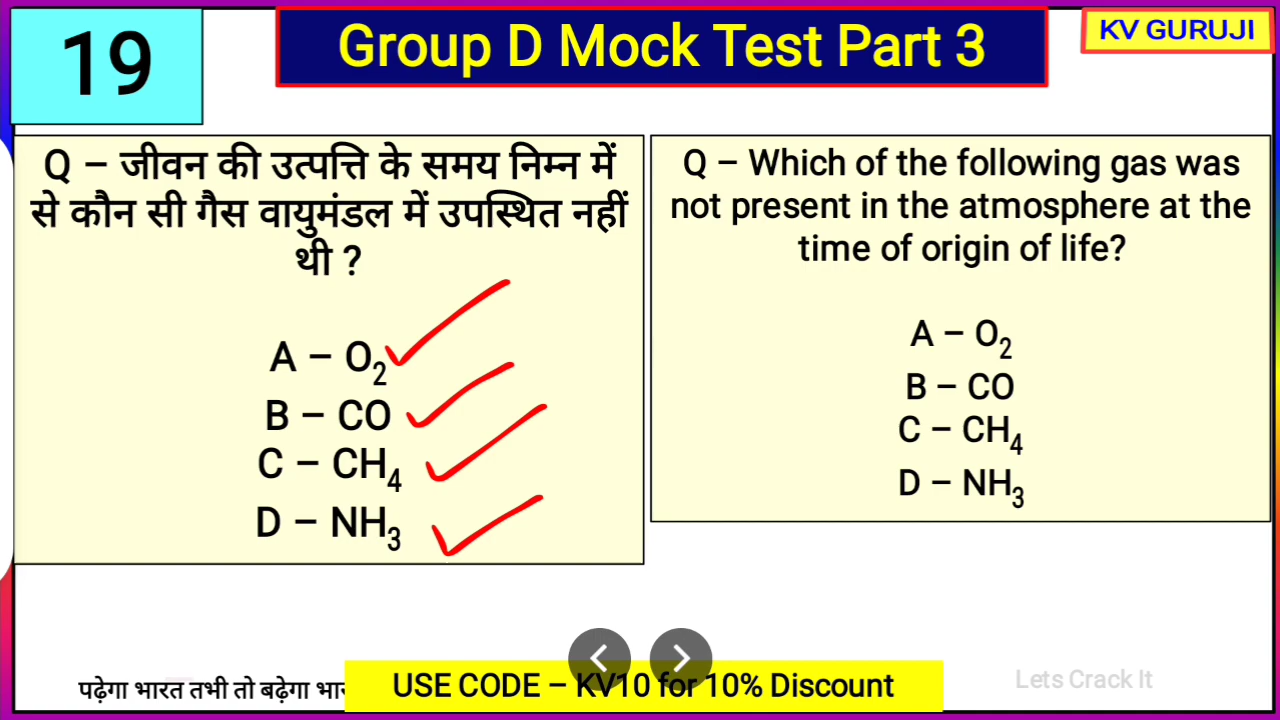 19
Group D Mock Test Part 3
KV GURUJI
Q – जीवन की उत्पत्ति के समय निम्न में
से कौन सी गैस वायुमंडल में उपस्थित नहीं
थी ?
A – O₂
B – CO
C – CH₄
D – NH₃
Q – Which of the following gas was
not present in the atmosphere at the
time of origin of life?
A – O₂
B – CO
C – CH₄
D – NH₃
पढ़ेगा भारत तभी तो बढ़ेगा
USE CODE – KV10 for 10% Discount
Lets Crack It